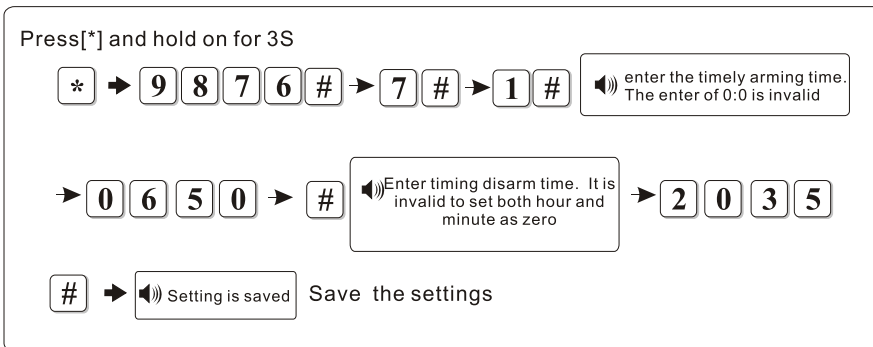 Press[*] and hold on for 3S
* 9 8 7 6 # 7 # 1 # enter the timely arming time.
The enter of 0:0 is invalid
0 6 5 0 # Enter timing disarm time. It is
invalid to set both hour and
minute as zero
2 0 3 5
# Setting is saved Save the settings